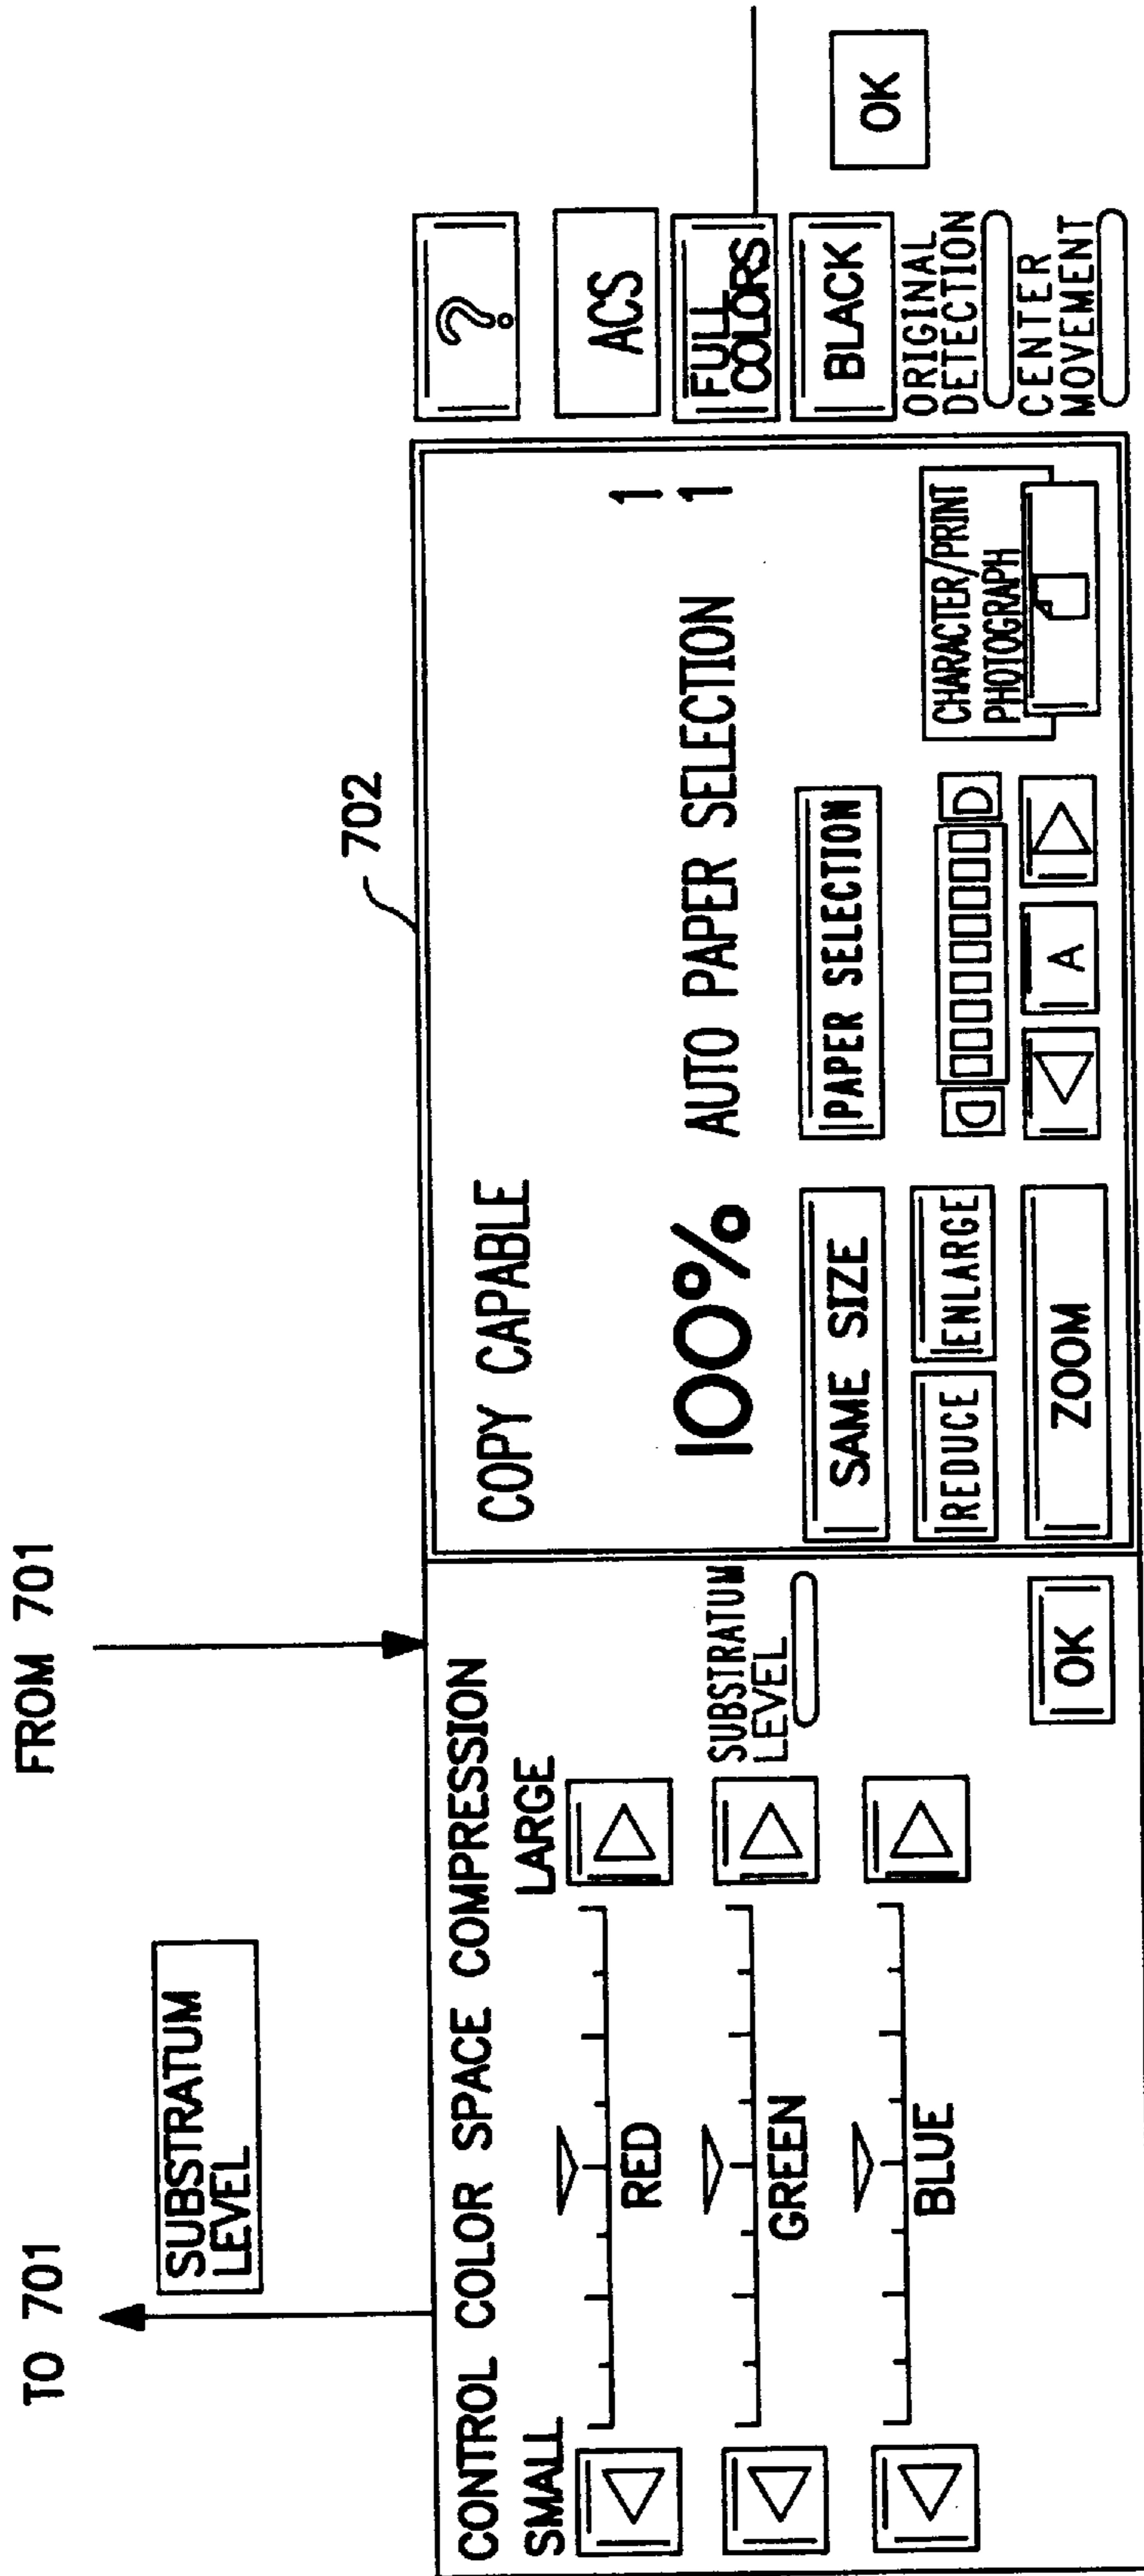 TO 701
FROM 701
SUBSTRATUM
LEVEL
702
CONTROL COLOR SPACE COMPRESSION
SMALL
LARGE
RED
GREEN
BLUE
SUBSTRATUM
LEVEL
OK
COPY CAPABLE
1
100% AUTO PAPER SELECTION 1
SAME SIZE
PAPER SELECTION
REDUCE
ENLARGE
ZOOM
D
D
A
CHARACTER/PRINT
PHOTOGRAPH
?
ACS
FULL
COLORS
BLACK
ORIGINAL
DETECTION
CENTER
MOVEMENT
OK